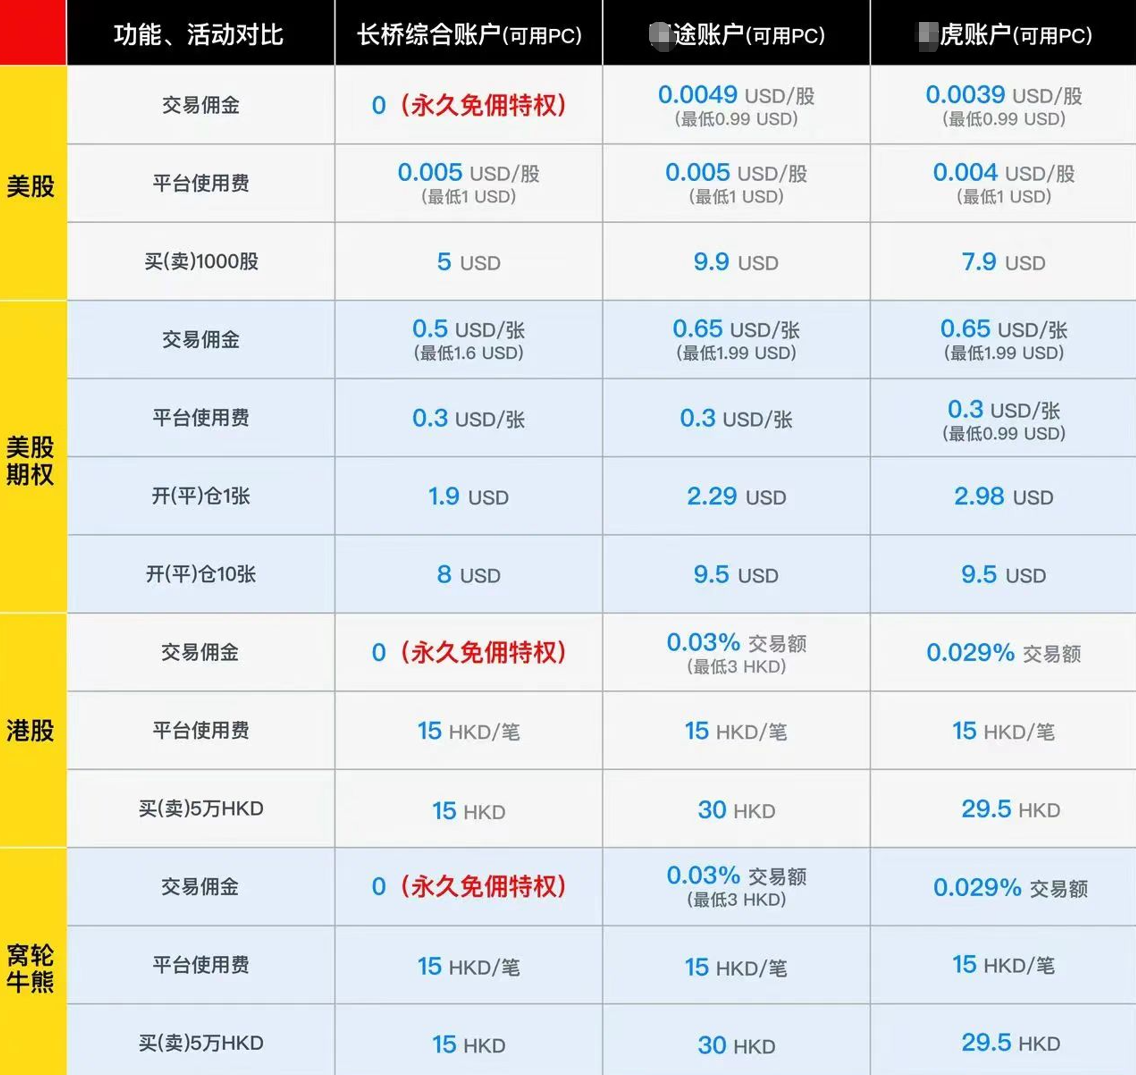 功能、活动对比 长桥综合账户(可用PC) 途账户(可用PC) 虎账户(可用PC)
美股
交易佣金 0（永久免佣特权） 0.0049 USD/股 0.0039 USD/股
(最低0.99 USD) (最低0.99 USD)
平台使用费 0.005 USD/股 0.005 USD/股 0.004 USD/股
(最低1 USD) (最低1 USD) (最低1 USD)
买(卖)1000股 5 USD 9.9 USD 7.9 USD
美股
期权
交易佣金 0.5 USD/张 0.65 USD/张 0.65 USD/张
(最低1.6 USD) (最低1.99 USD) (最低1.99 USD)
平台使用费 0.3 USD/张 0.3 USD/张 0.3 USD/张
(最低0.99 USD)
开(平)仓1张 1.9 USD 2.29 USD 2.98 USD
开(平)仓10张 8 USD 9.5 USD 9.5 USD
港股
交易佣金 0（永久免佣特权） 0.03% 交易额 0.029% 交易额
(最低3 HKD)
平台使用费 15 HKD/笔 15 HKD/笔 15 HKD/笔
买(卖)5万HKD 15 HKD 30 HKD 29.5 HKD
窝轮
牛熊
交易佣金 0（永久免佣特权） 0.03% 交易额 0.029% 交易额
(最低3 HKD)
平台使用费 15 HKD/笔 15 HKD/笔 15 HKD/笔
买(卖)5万HKD 15 HKD 30 HKD 29.5 HKD